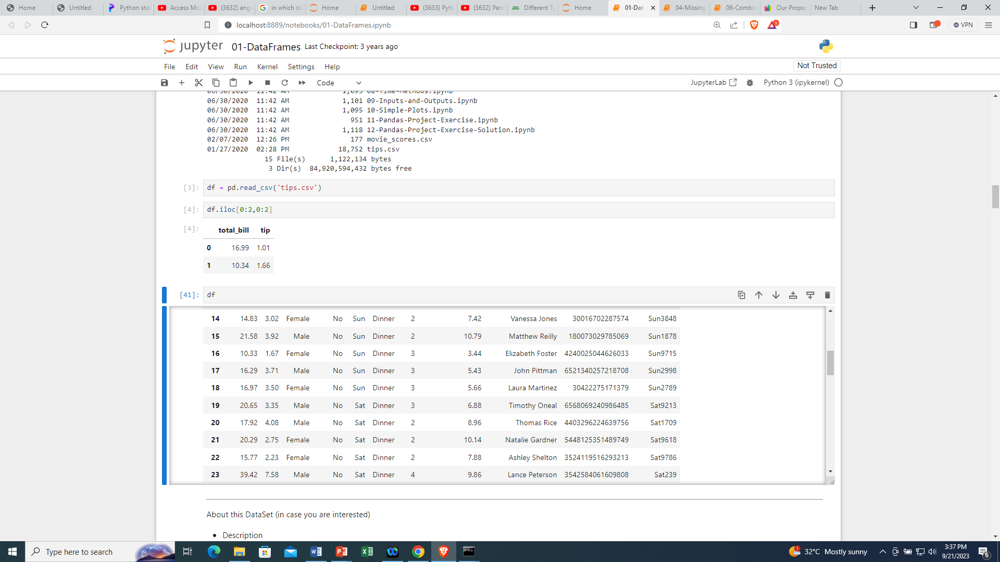 Home Untitled Python stat Access Moc (3632) ang in which da Home Untitled (3633) Pyth (3632) Pan Different Ty Home 01-Dat 04-Missing 06-Combin Our Proper New Tab
localhost:8889/notebooks/01-DataFrames.ipynb
1
VPN
jupyter 01-DataFrames Last Checkpoint: 3 years ago
File Edit View Run Kernel Settings Help
Not Trusted
Code
JupyterLab
Python 3 (ipykernel)
06/30/2020 11:42 AM 1,095 08-Time-Methods.ipynb
06/30/2020 11:42 AM 1,101 09-Inputs-and-Outputs.ipynb
06/30/2020 11:42 AM 1,095 10-Simple-Plots.ipynb
06/30/2020 11:42 AM 951 11-Pandas-Project-Exercise.ipynb
06/30/2020 11:42 AM 1,118 12-Pandas-Project-Exercise-Solution.ipynb
02/07/2020 12:26 PM 177 movie_scores.csv
01/27/2020 02:28 PM 18,752 tips.csv
15 File(s) 1,122,134 bytes
3 Dir(s) 84,920,594,432 bytes free
[3]: df = pd.read_csv('tips.csv')
[4]: df.iloc[0:2,0:2]
[4]: total_bill tip
0 16.99 1.01
1 10.34 1.66
[41]: df
14 14.83 3.02 Female No Sun Dinner 2 7.42 Vanessa Jones 30016702287574 Sun3848
15 21.58 3.92 Male No Sun Dinner 2 10.79 Matthew Reilly 180073029785069 Sun1878
16 10.33 1.67 Female No Sun Dinner 3 3.44 Elizabeth Foster 4240025044626033 Sun9715
17 16.29 3.71 Male No Sun Dinner 3 5.43 John Pittman 6521340257218708 Sun2998
18 16.97 3.50 Female No Sun Dinner 3 5.66 Laura Martinez 30422275171379 Sun2789
19 20.65 3.35 Male No Sat Dinner 3 6.88 Timothy Oneal 6568069240986485 Sat9213
20 17.92 4.08 Male No Sat Dinner 2 8.96 Thomas Rice 4403296224639756 Sat1709
21 20.29 2.75 Female No Sat Dinner 2 10.14 Natalie Gardner 5448125351489749 Sat9618
22 15.77 2.23 Female No Sat Dinner 2 7.88 Ashley Shelton 3524119516293213 Sat9786
23 39.42 7.58 Male No Sat Dinner 4 9.86 Lance Peterson 3542584061609808 Sat239
About this DataSet (in case you are interested)
• Description
Type here to search
1
32°C Mostly sunny
3:37 PM
9/21/2023
6